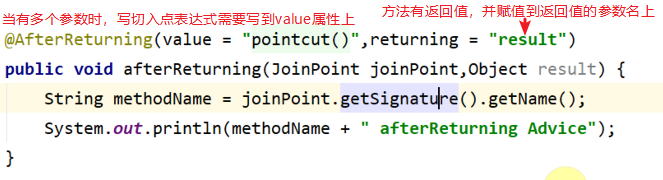 当有多个参数时，写切入点表达式需要写到value属性上
方法有返回值，并赋值到返回值的参数名上
@AfterReturning(value = "pointcut()",returning = "result")
public void afterReturning(JoinPoint joinPoint,Object result) {
String methodName = joinPoint.getSignature().getName();
System.out.println(methodName + " afterReturning Advice");
}